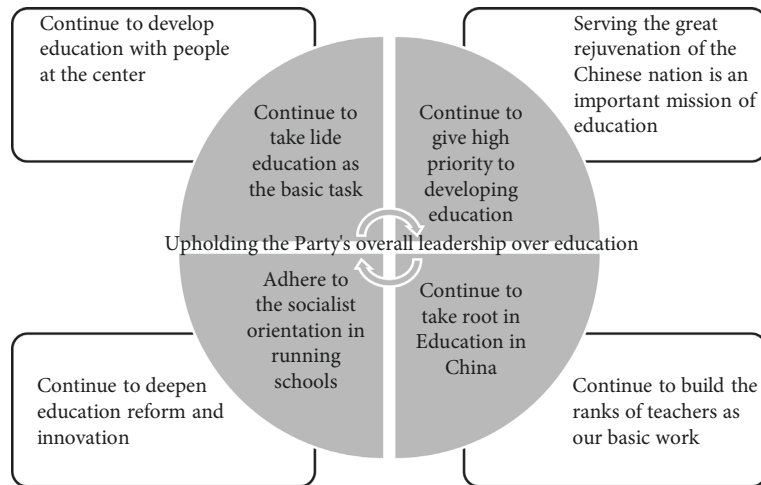 Continue to develop
education with people
at the center
Serving the great
rejuvenation of the
Chinese nation is an
important mission of
education
Continue to
take lide
education as
the basic task
Continue to
give high
priority to
developing
education
Upholding the Party's overall leadership over education
Adhere to
the socialist
orientation in
running
schools
Continue to
take root in
Education in
China
Continue to deepen
education reform and
innovation
Continue to build the
ranks of teachers as
our basic work